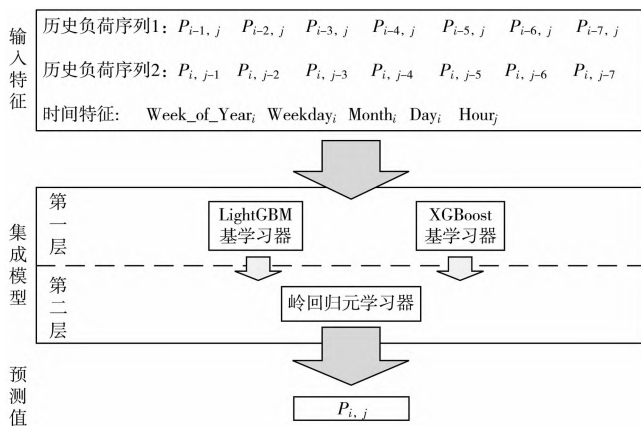 输入特征
历史负荷序列1： P_{i−1, j} P_{i−2, j} P_{i−3, j} P_{i−4, j} P_{i−5, j} P_{i−6, j} P_{i−7, j}
历史负荷序列2： P_{i, j−1} P_{i, j−2} P_{i, j−3} P_{i, j−4} P_{i, j−5} P_{i, j−6} P_{i, j−7}
时间特征: Week_of_Year_i Weekday_i Month_i Day_i Hour_j
集成模型
第一层
LightGBM
基学习器
XGBoost
基学习器
第二层
岭回归元学习器
预测值
P_{i, j}